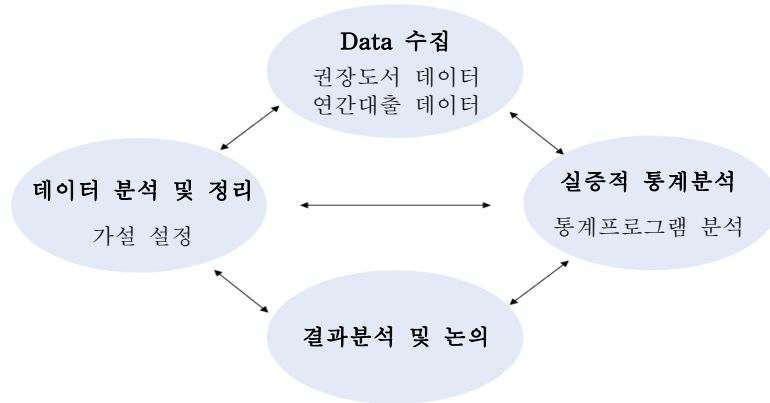 Data 수집
권장도서 데이터
연간대출 데이터
데이터 분석 및 정리
가설 설정
실증적 통계분석
통계프로그램 분석
결과분석 및 논의